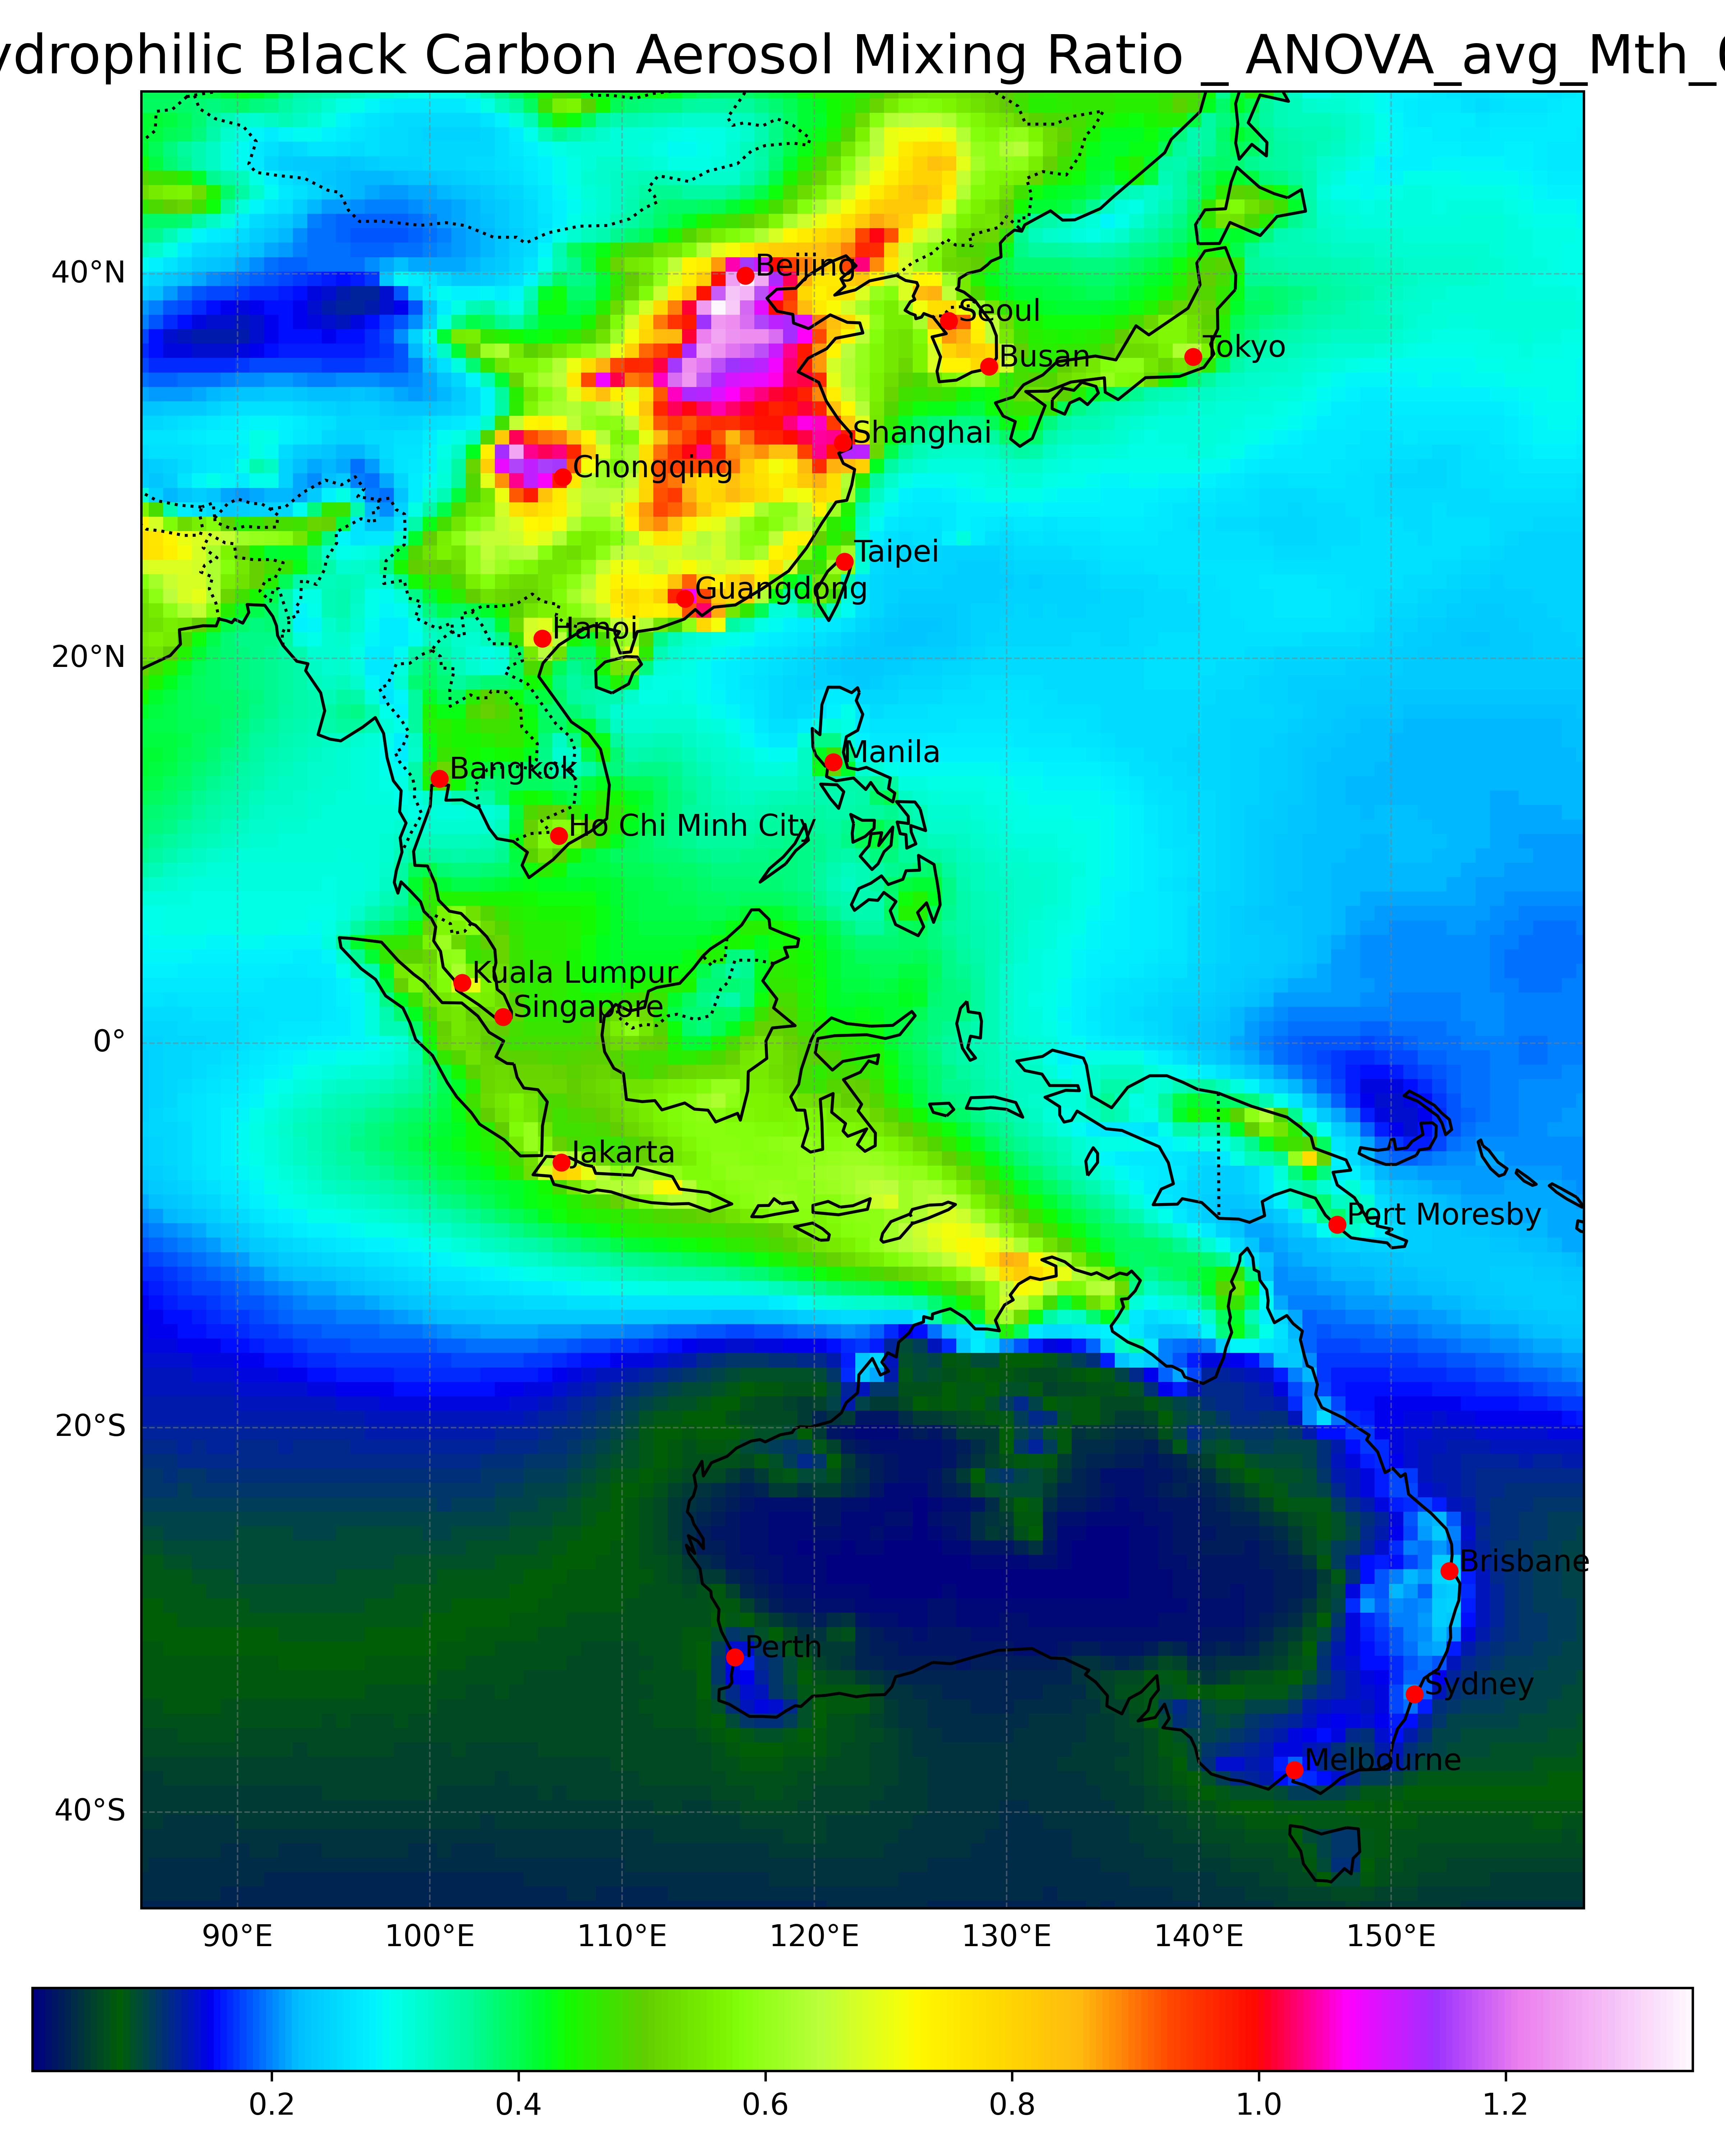 ydrophilic Black Carbon Aerosol Mixing Ratio _ ANOVA_avg_Mth_
40°N
20°N
0°
20°S
40°S
Beijing
Seoul
Busan
Tokyo
Shanghai
Chongqing
Taipei
Guangdong
Hanoi
Manila
Bangkok
Ho Chi Minh City
Kuala Lumpur
Singapore
Jakarta
Port Moresby
Brisbane
Perth
Sydney
Melbourne
90°E 100°E 110°E 120°E 130°E 140°E 150°E
0.2 0.4 0.6 0.8 1.0 1.2